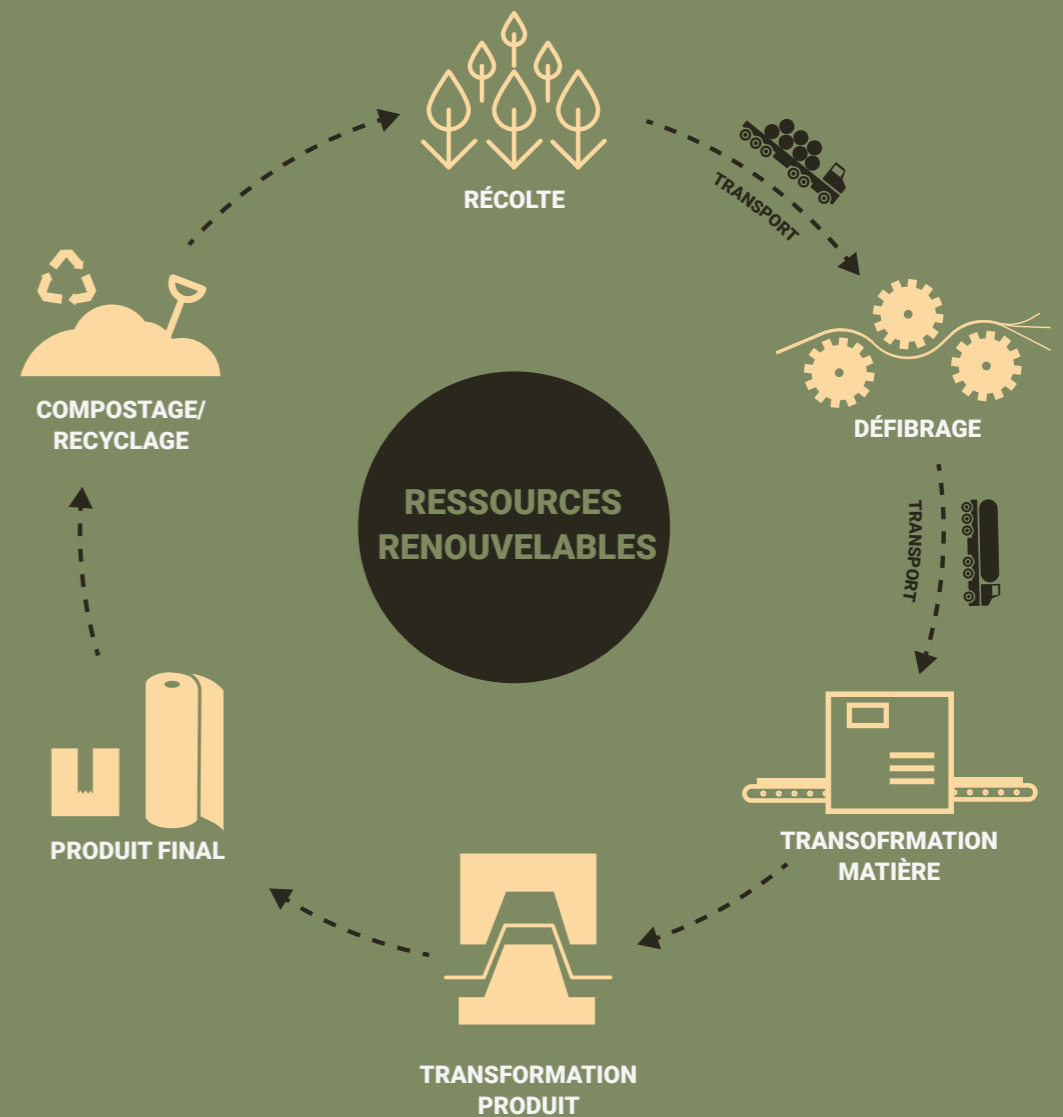 RÉCOLTE
TRANSPORT
DÉFIBRAGE
TRANSPORT
TRANSOFRMATION
MATIÈRE
TRANSFORMATION
PRODUIT
PRODUIT FINAL
COMPOSTAGE/
RECYCLAGE
RESSOURCES
RENOUVELABLES